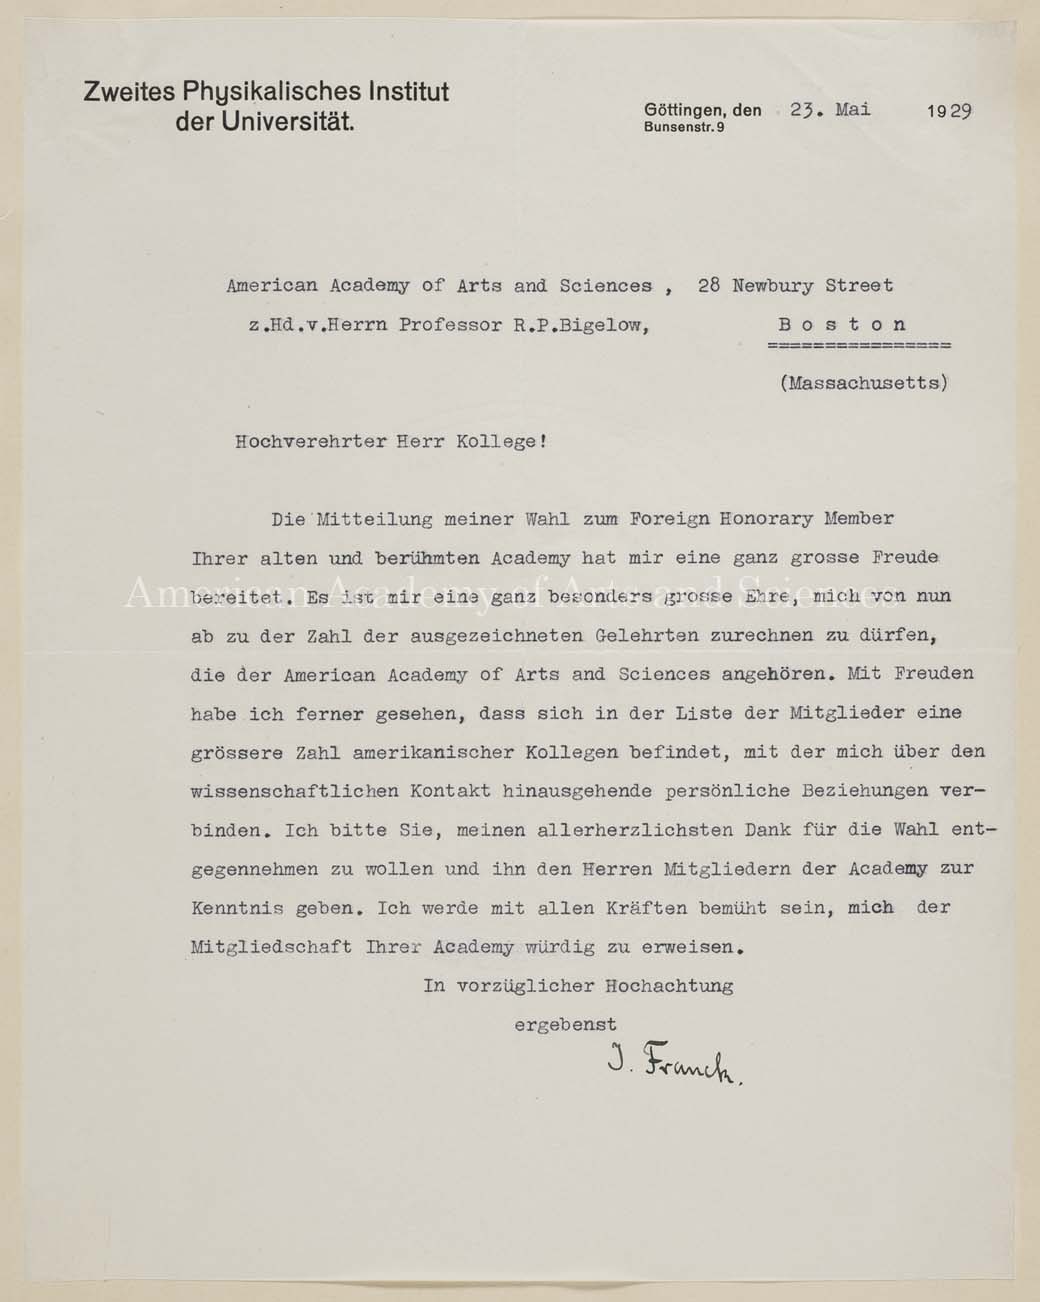 Zweites Physikalisches Institut
der Universität.
Göttingen, den 23. Mai 1929
Bunsenstr. 9
American Academy of Arts and Sciences , 28 Newbury Street
z.Hd.v.Herrn Professor R.P.Bigelow, B o s t o n
================
(Massachusetts)
Hochverehrter Herr Kollege!
Die Mitteilung meiner Wahl zum Foreign Honorary Member
Ihrer alten und berühmten Academy hat mir eine ganz grosse Freude
American Academy of Arts and Sciences
bereitet. Es ist mir eine ganz besonders grosse Ehre, mich von nun
ab zu der Zahl der ausgezeichneten Gelehrten zurechnen zu dürfen,
die der American Academy of Arts and Sciences angehören. Mit Freuden
habe ich ferner gesehen, dass sich in der Liste der Mitglieder eine
grössere Zahl amerikanischer Kollegen befindet, mit der mich über den
wissenschaftlichen Kontakt hinausgehende persönliche Beziehungen ver-
binden. Ich bitte Sie, meinen allerherzlichsten Dank für die Wahl ent-
gegennehmen zu wollen und ihn den Herren Mitgliedern der Academy zur
Kenntnis geben. Ich werde mit allen Kräften bemüht sein, mich der
Mitgliedschaft Ihrer Academy würdig zu erweisen.
In vorzüglicher Hochachtung
ergebenst
J. Franck.